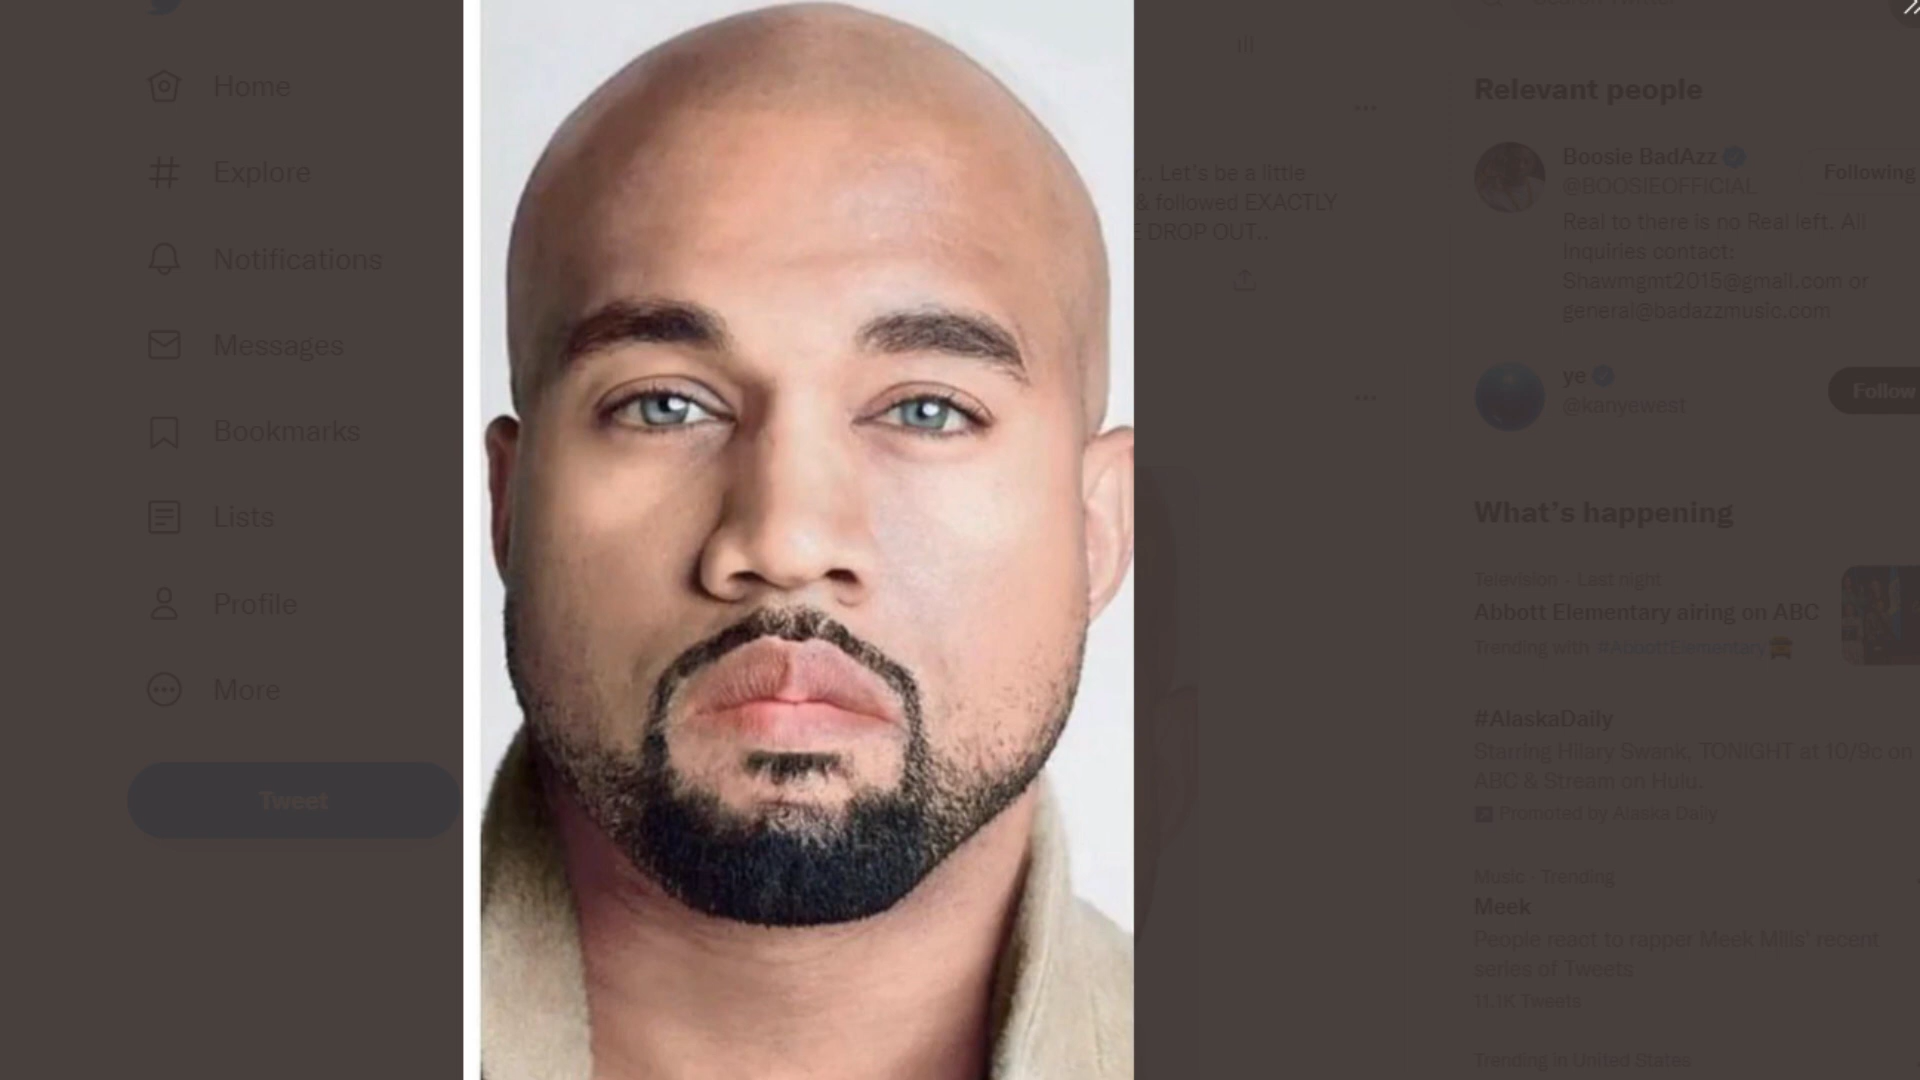 Home
Explore
Notifications
Messages
Bookmarks
Lists
Profile
More
Tweet
r.. Let's be a little
& followed EXACTLY
E DROP OUT..
Relevant people
Boosie BadAzz
@BOOSIEOFFICIAL
Following
Real to there is no Real left. All
Inquiries contact:
Shawmgmt2015@gmail.com or
general@badazzmusic.com
ye
@kanyewest
Follow
What's happening
Television · Last night
Abbott Elementary airing on ABC
Trending with #AbbottElementary
#AlaskaDaily
Starring Hilary Swank, TONIGHT at 10/9c on
ABC & Stream on Hulu.
Promoted by Alaska Daily
Music · Trending
Meek
People react to rapper Meek Mills' recent
series of Tweets
11.1K Tweets
Trending in United States